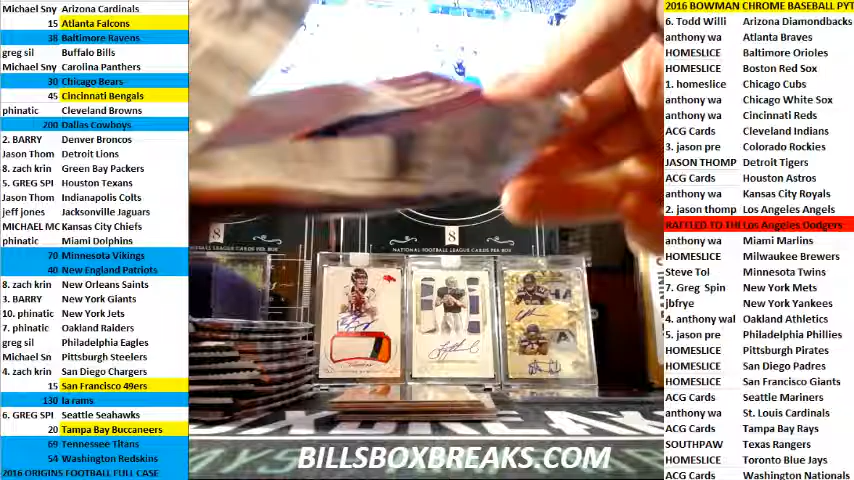 Michael Sny Arizona Cardinals
15 Atlanta Falcons
38 Baltimore Ravens
greg sil Buffalo Bills
Michael Sny Carolina Panthers
30 Chicago Bears
45 Cincinnati Bengals
phinatic Cleveland Browns
200 Dallas Cowboys
2. BARRY Denver Broncos
Jason Thom Detroit Lions
8. zach krin Green Bay Packers
5. GREG SPI Houston Texans
Jason Thom Indianapolis Colts
jeff jones Jacksonville Jaguars
MICHAEL MC Kansas City Chiefs
phinatic Miami Dolphins
70 Minnesota Vikings
40 New England Patriots
8. zach krin New Orleans Saints
3. BARRY New York Giants
10. phinatic New York Jets
7. phinatic Oakland Raiders
greg sil Philadelphia Eagles
Michael Sn Pittsburgh Steelers
4. zach krin San Diego Chargers
15 San Francisco 49ers
130 la rams
6. GREG SPI Seattle Seahawks
20 Tampa Bay Buccaneers
69 Tennessee Titans
54 Washington Redskins
2016 ORIGINS FOOTBALL FULL CASE
8
NATIONAL FOOTBALL LEAGUE CARDS PER BOX
BILLSBOXBREAKS.COM
2016 BOWMAN CHROME BASEBALL PYT
6. Todd Willi Arizona Diamondbacks
anthony wa Atlanta Braves
HOMESLICE Baltimore Orioles
HOMESLICE Boston Red Sox
1. homeslice Chicago Cubs
anthony wa Chicago White Sox
anthony wa Cincinnati Reds
ACG Cards Cleveland Indians
3. jason pre Colorado Rockies
JASON THOMP Detroit Tigers
ACG Cards Houston Astros
anthony wa Kansas City Royals
2. jason thomp Los Angeles Angels
RAFFLED TO THE Los Angeles Dodgers
anthony wa Miami Marlins
HOMESLICE Milwaukee Brewers
Steve Tol Minnesota Twins
7. Greg Spin New York Mets
jbfrye New York Yankees
4. anthony wal Oakland Athletics
5. jason pre Philadelphia Phillies
HOMESLICE Pittsburgh Pirates
HOMESLICE San Diego Padres
HOMESLICE San Francisco Giants
ACG Cards Seattle Mariners
anthony wa St. Louis Cardinals
ACG Cards Tampa Bay Rays
SOUTHPAW Texas Rangers
HOMESLICE Toronto Blue Jays
ACG Cards Washington Nationals